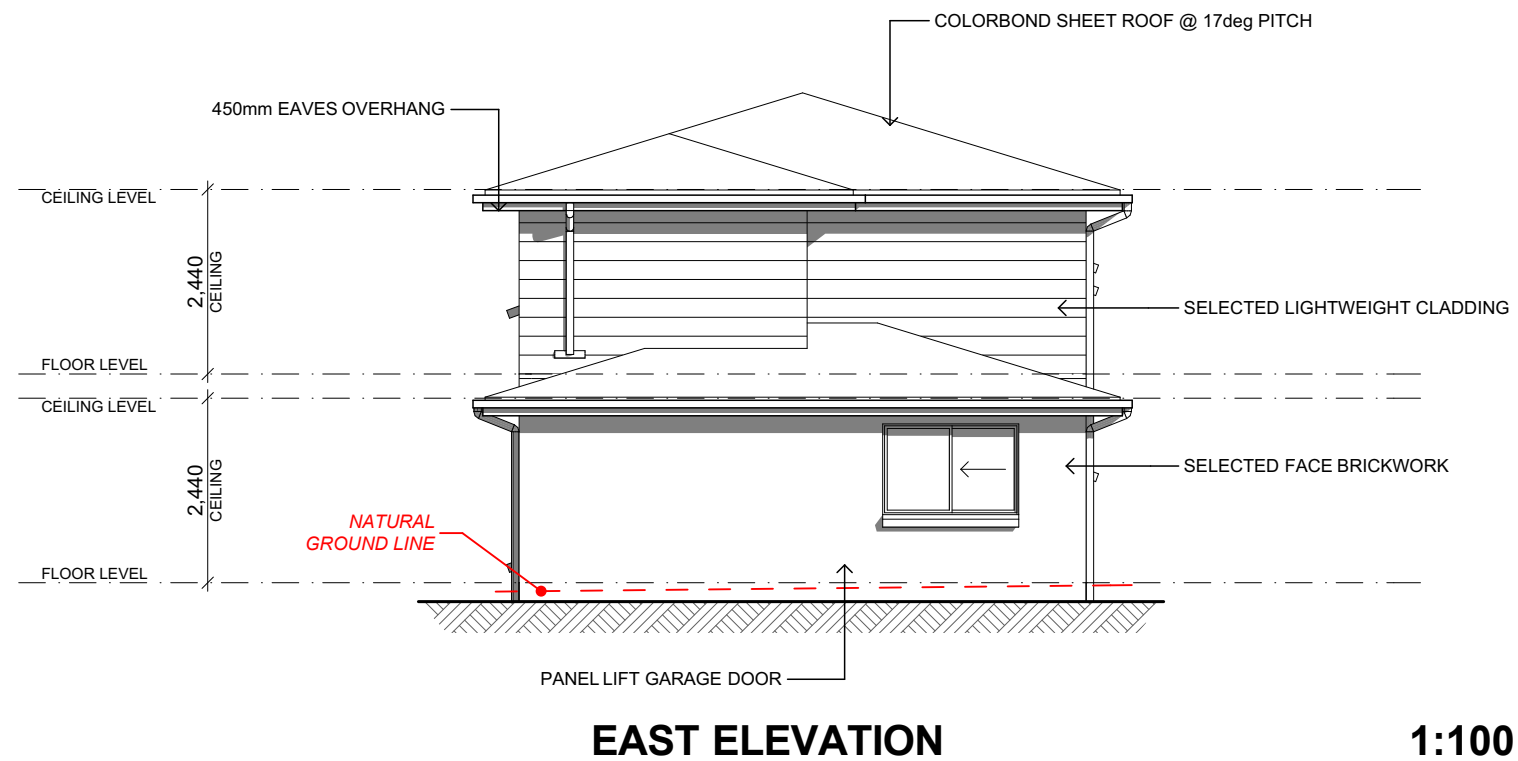 COLORBOND SHEET ROOF @ 17deg PITCH
450mm EAVES OVERHANG
CEILING LEVEL
2,440
CEILING
SELECTED LIGHTWEIGHT CLADDING
FLOOR LEVEL
CEILING LEVEL
2,440
CEILING
SELECTED FACE BRICKWORK
NATURAL
GROUND LINE
FLOOR LEVEL
PANEL LIFT GARAGE DOOR
EAST ELEVATION
1:100